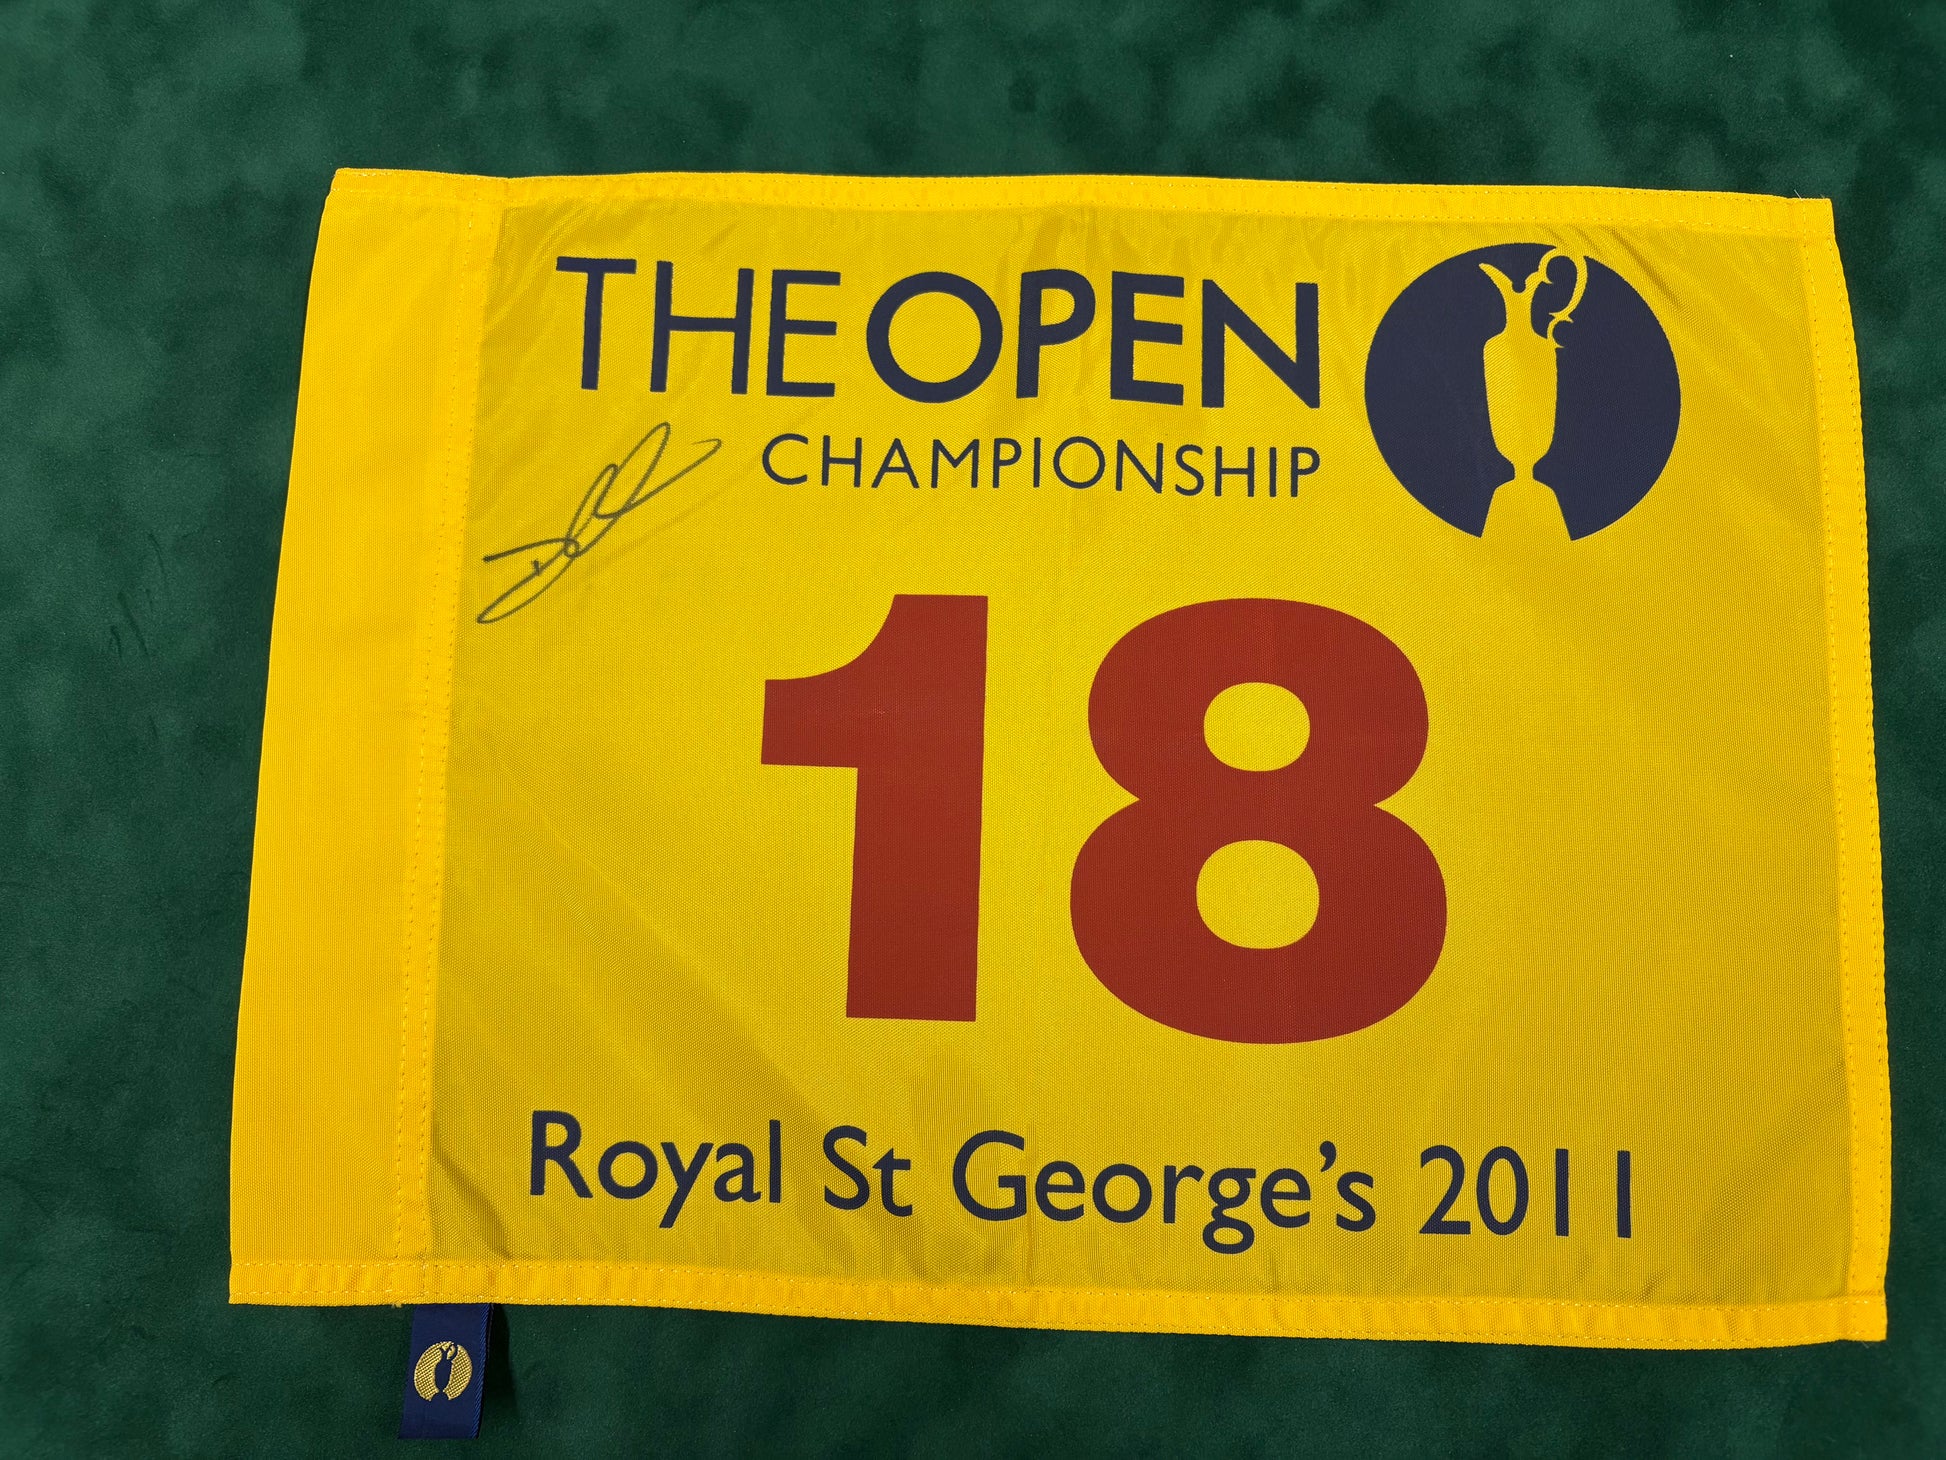 THE OPEN
CHAMPIONSHIP
18
Royal St George's 2011